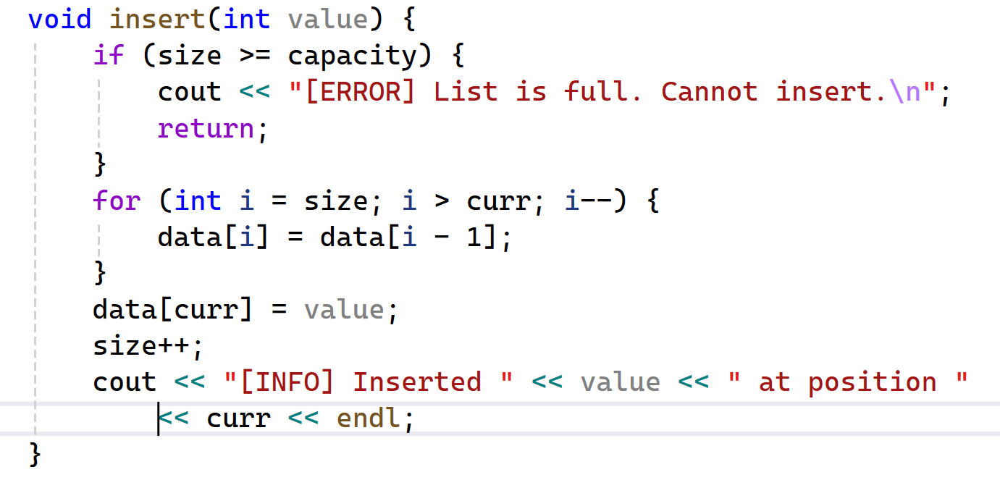 void insert(int value) {
    if (size >= capacity) {
        cout << "[ERROR] List is full. Cannot insert.\n";
        return;
    }
    for (int i = size; i > curr; i--) {
        data[i] = data[i - 1];
    }
    data[curr] = value;
    size++;
    cout << "[INFO] Inserted " << value << " at position "
        << curr << endl;
}